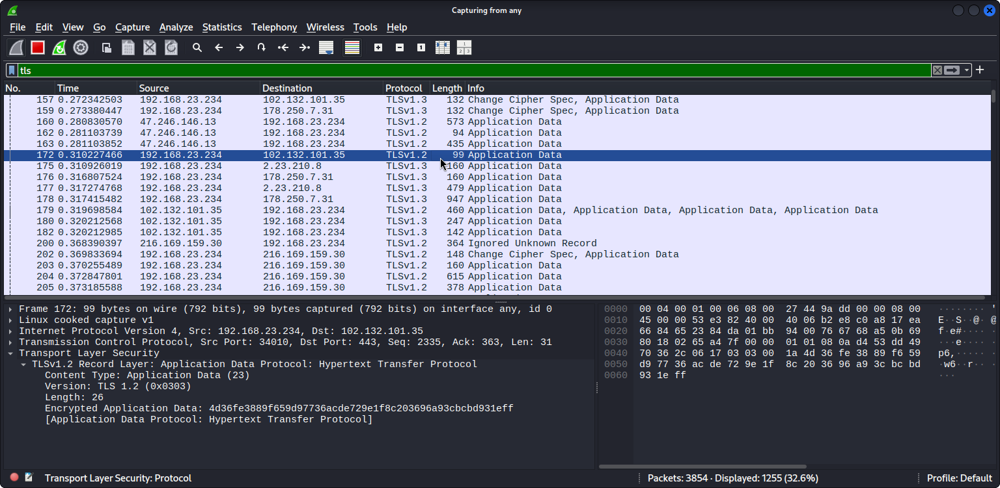 Capturing from any
File Edit View Go Capture Analyze Statistics Telephony Wireless Tools Help
tls
No. Time Source Destination Protocol Length Info
157 0.272342503 192.168.23.234 102.132.101.35 TLSv1.3 132 Change Cipher Spec, Application Data
159 0.273380447 192.168.23.234 178.250.7.31 TLSv1.3 132 Change Cipher Spec, Application Data
160 0.280830570 47.246.146.13 192.168.23.234 TLSv1.2 573 Application Data
162 0.281103739 47.246.146.13 192.168.23.234 TLSv1.2 94 Application Data
163 0.281103852 47.246.146.13 192.168.23.234 TLSv1.2 435 Application Data
172 0.310227466 192.168.23.234 102.132.101.35 TLSv1.2 99 Application Data
175 0.310926019 192.168.23.234 2.23.210.8 TLSv1.3 160 Application Data
176 0.316807524 192.168.23.234 178.250.7.31 TLSv1.3 160 Application Data
177 0.317274768 192.168.23.234 2.23.210.8 TLSv1.3 479 Application Data
178 0.317415482 192.168.23.234 178.250.7.31 TLSv1.3 947 Application Data
179 0.319698584 102.132.101.35 192.168.23.234 TLSv1.2 460 Application Data, Application Data, Application Data, Application Data
180 0.320212568 102.132.101.35 192.168.23.234 TLSv1.3 247 Application Data
182 0.320212985 102.132.101.35 192.168.23.234 TLSv1.3 142 Application Data
200 0.368390397 216.169.159.30 192.168.23.234 TLSv1.2 364 Ignored Unknown Record
202 0.369833694 192.168.23.234 216.169.159.30 TLSv1.2 148 Change Cipher Spec, Application Data
203 0.370255489 192.168.23.234 216.169.159.30 TLSv1.2 160 Application Data
204 0.372847801 192.168.23.234 216.169.159.30 TLSv1.2 615 Application Data
205 0.373185588 192.168.23.234 216.169.159.30 TLSv1.2 378 Application Data
Frame 172: 99 bytes on wire (792 bits), 99 bytes captured (792 bits) on interface any, id 0
Linux cooked capture v1
Internet Protocol Version 4, Src: 192.168.23.234, Dst: 102.132.101.35
Transmission Control Protocol, Src Port: 34010, Dst Port: 443, Seq: 2335, Ack: 363, Len: 31
Transport Layer Security
TLSv1.2 Record Layer: Application Data Protocol: Hypertext Transfer Protocol
Content Type: Application Data (23)
Version: TLS 1.2 (0x0303)
Length: 26
Encrypted Application Data: 4d36fe3889f659d97736acde729e1f8c203696a93cbcbd931eff
[Application Data Protocol: Hypertext Transfer Protocol]
0000 00 04 00 01 00 06 08 00 27 44 9a dd 00 00 08 00 ········ '
0010 45 00 00 53 e3 82 40 00 40 06 b2 e8 c0 a8 17 ea E··S··@· @
0020 66 84 65 23 84 da 01 bb 94 00 76 67 68 a5 0b 69 f·e#····
0030 80 18 02 65 a4 7f 00 00 01 01 08 0a d4 53 dd 49 ···e····
0040 70 36 2c 06 17 03 03 00 1a 4d 36 fe 38 89 f6 59 p6,·····
0050 d9 77 36 ac de 72 9e 1f 8c 20 36 96 a9 3c bc bd ·w6··r··
0060 93 1e ff ···
Transport Layer Security: Protocol
Packets: 3854 · Displayed: 1255 (32.6%)
Profile: Default